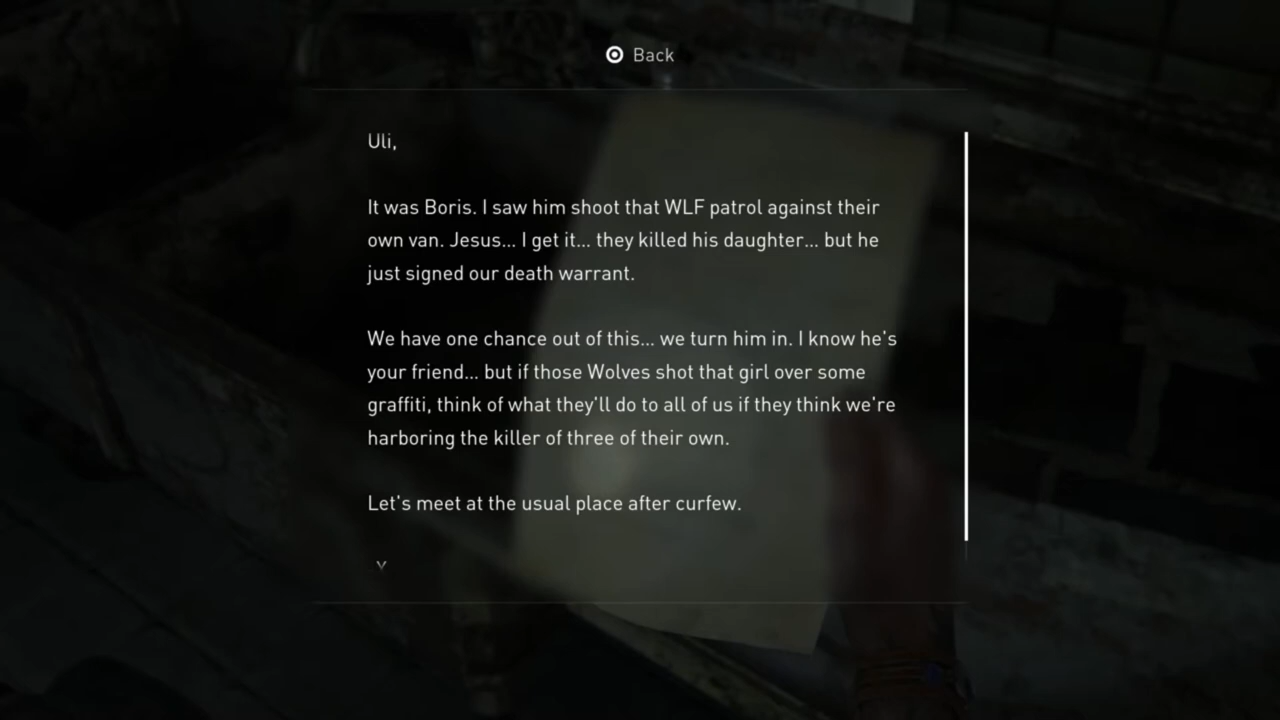 Back
Uli,
It was Boris. I saw him shoot that WLF patrol against their
own van. Jesus... I get it... they killed his daughter... but he
just signed our death warrant.
We have one chance out of this... we turn him in. I know he's
your friend... but if those Wolves shot that girl over some
graffiti, think of what they'll do to all of us if they think we're
harboring the killer of three of their own.
Let's meet at the usual place after curfew.